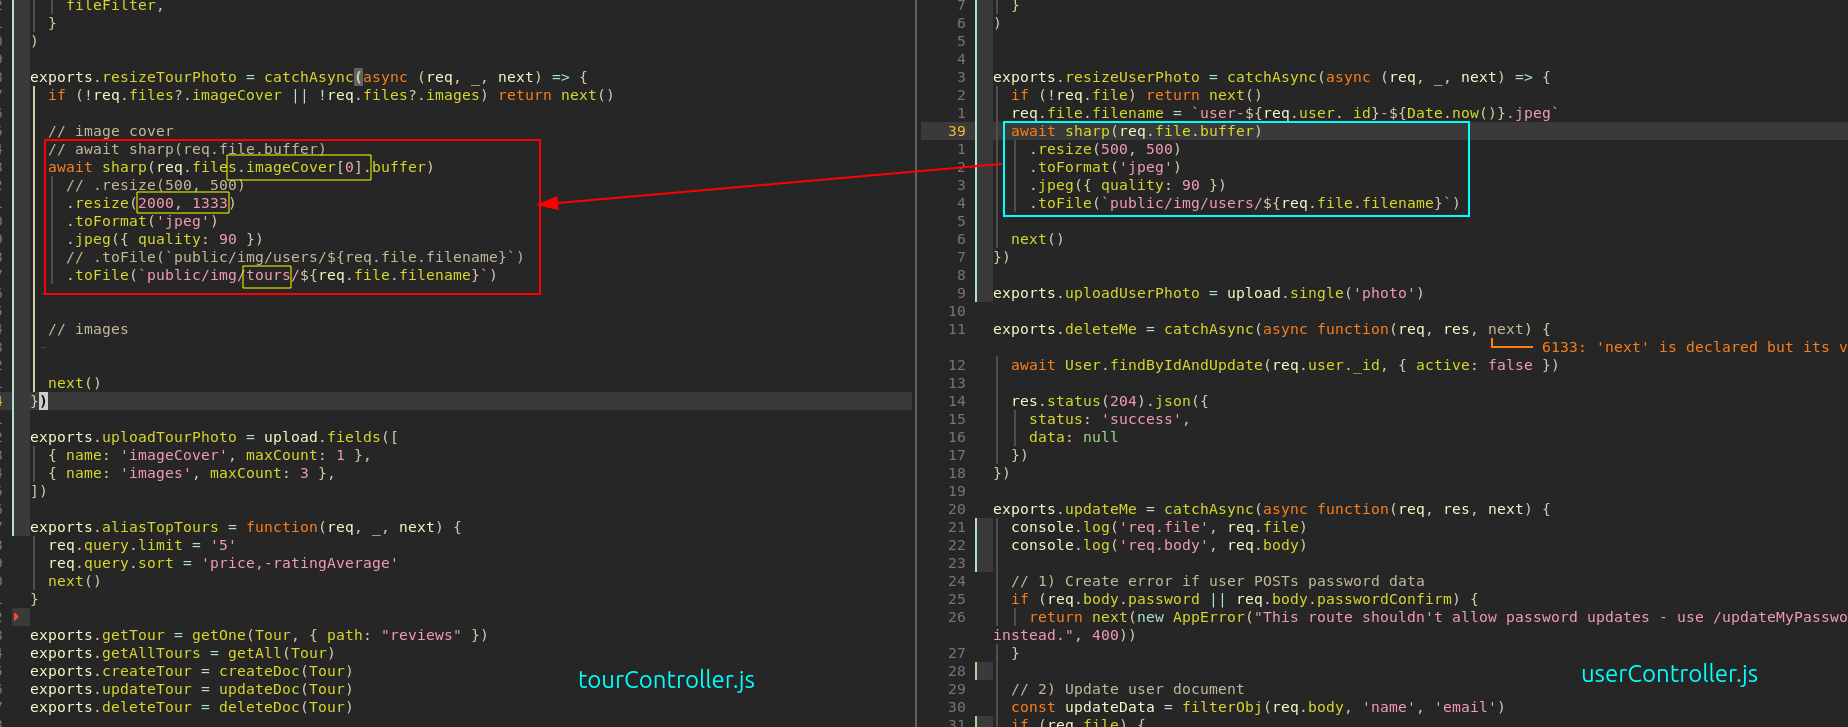 fileFilter,
}
)
exports.resizeTourPhoto = catchAsync(async (req, _, next) => {
if (!req.files?.imageCover || !req.files?.images) return next()
// image cover
// await sharp(req.file.buffer)
await sharp(req.files.imageCover[0].buffer)
// .resize(500, 500)
.resize(2000, 1333)
.toFormat('jpeg')
.jpeg({ quality: 90 })
// .toFile(`public/img/users/${req.file.filename}`)
.toFile(`public/img/tours/${req.file.filename}`)
// images
next()
})
exports.uploadTourPhoto = upload.fields([
{ name: 'imageCover', maxCount: 1 },
{ name: 'images', maxCount: 3 },
])
exports.aliasTopTours = function(req, _, next) {
req.query.limit = '5'
req.query.sort = 'price,-ratingAverage'
next()
}
exports.getTour = getOne(Tour, { path: "reviews" })
exports.getAllTours = getAll(Tour)
exports.createTour = createDoc(Tour)
exports.updateTour = updateDoc(Tour)
exports.deleteTour = deleteDoc(Tour)
tourController.js
7 }
6 )
5
4
3 exports.resizeUserPhoto = catchAsync(async (req, _, next) => {
2 if (!req.file) return next()
1 req.file.filename = `user-${req.user._id}-${Date.now()}.jpeg`
39 await sharp(req.file.buffer)
1 .resize(500, 500)
2 .toFormat('jpeg')
3 .jpeg({ quality: 90 })
4 .toFile(`public/img/users/${req.file.filename}`)
5
6 next()
7 })
8
9 exports.uploadUserPhoto = upload.single('photo')
10
11 exports.deleteMe = catchAsync(async function(req, res, next) {
6133: 'next' is declared but its v
12 await User.findByIdAndUpdate(req.user._id, { active: false })
13
14 res.status(204).json({
15 status: 'success',
16 data: null
17 })
18 })
19
20 exports.updateMe = catchAsync(async function(req, res, next) {
21 console.log('req.file', req.file)
22 console.log('req.body', req.body)
23
24 // 1) Create error if user POSTs password data
25 if (req.body.password || req.body.passwordConfirm) {
26 return next(new AppError("This route shouldn't allow password updates - use /updateMyPasswo
instead.", 400))
27 }
28
29 // 2) Update user document
30 const updateData = filterObj(req.body, 'name', 'email')
31 if (req.file) {
userController.js